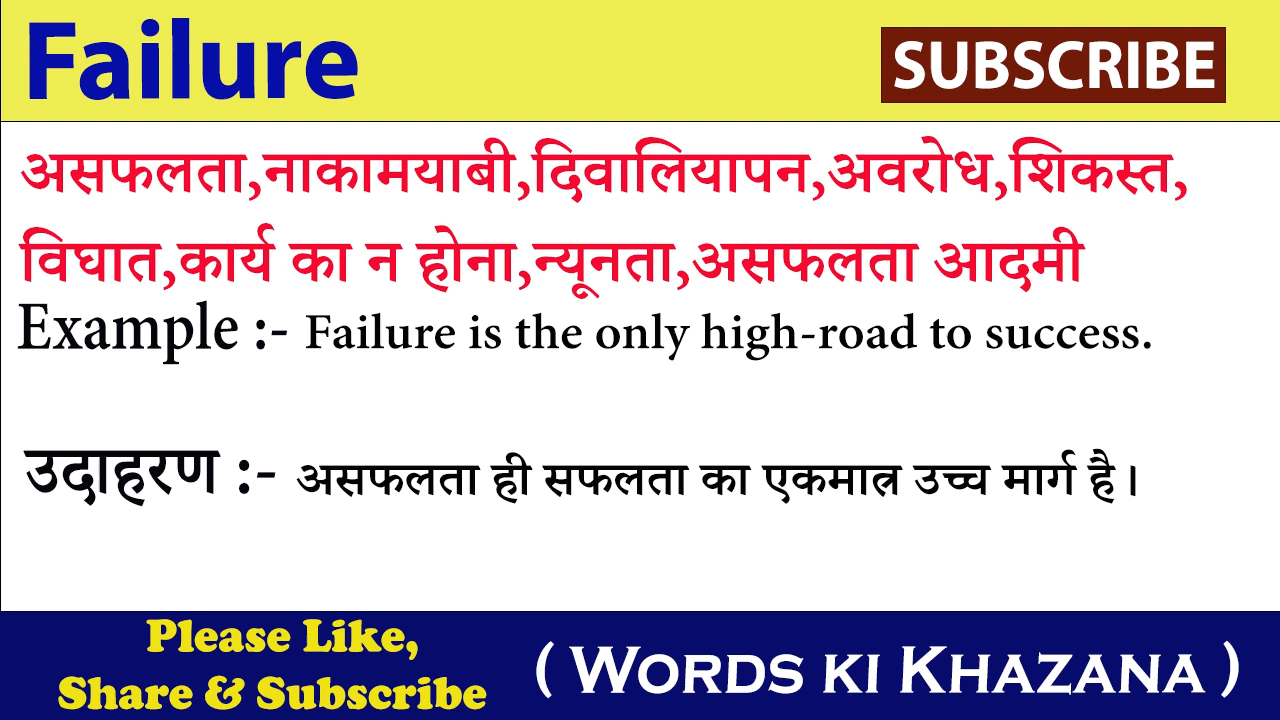 Failure
SUBSCRIBE
असफलता,नाकामयाबी,दिवालियापन,अवरोध,शिकस्त,
विघात,कार्य का न होना,न्यूनता,असफलता आदमी
Example :- Failure is the only high-road to success.
उदाहरण :- असफलता ही सफलता का एकमात्र उच्च मार्ग है।
Please Like,
Share & Subscribe
( WORDS KI KHAZANA )